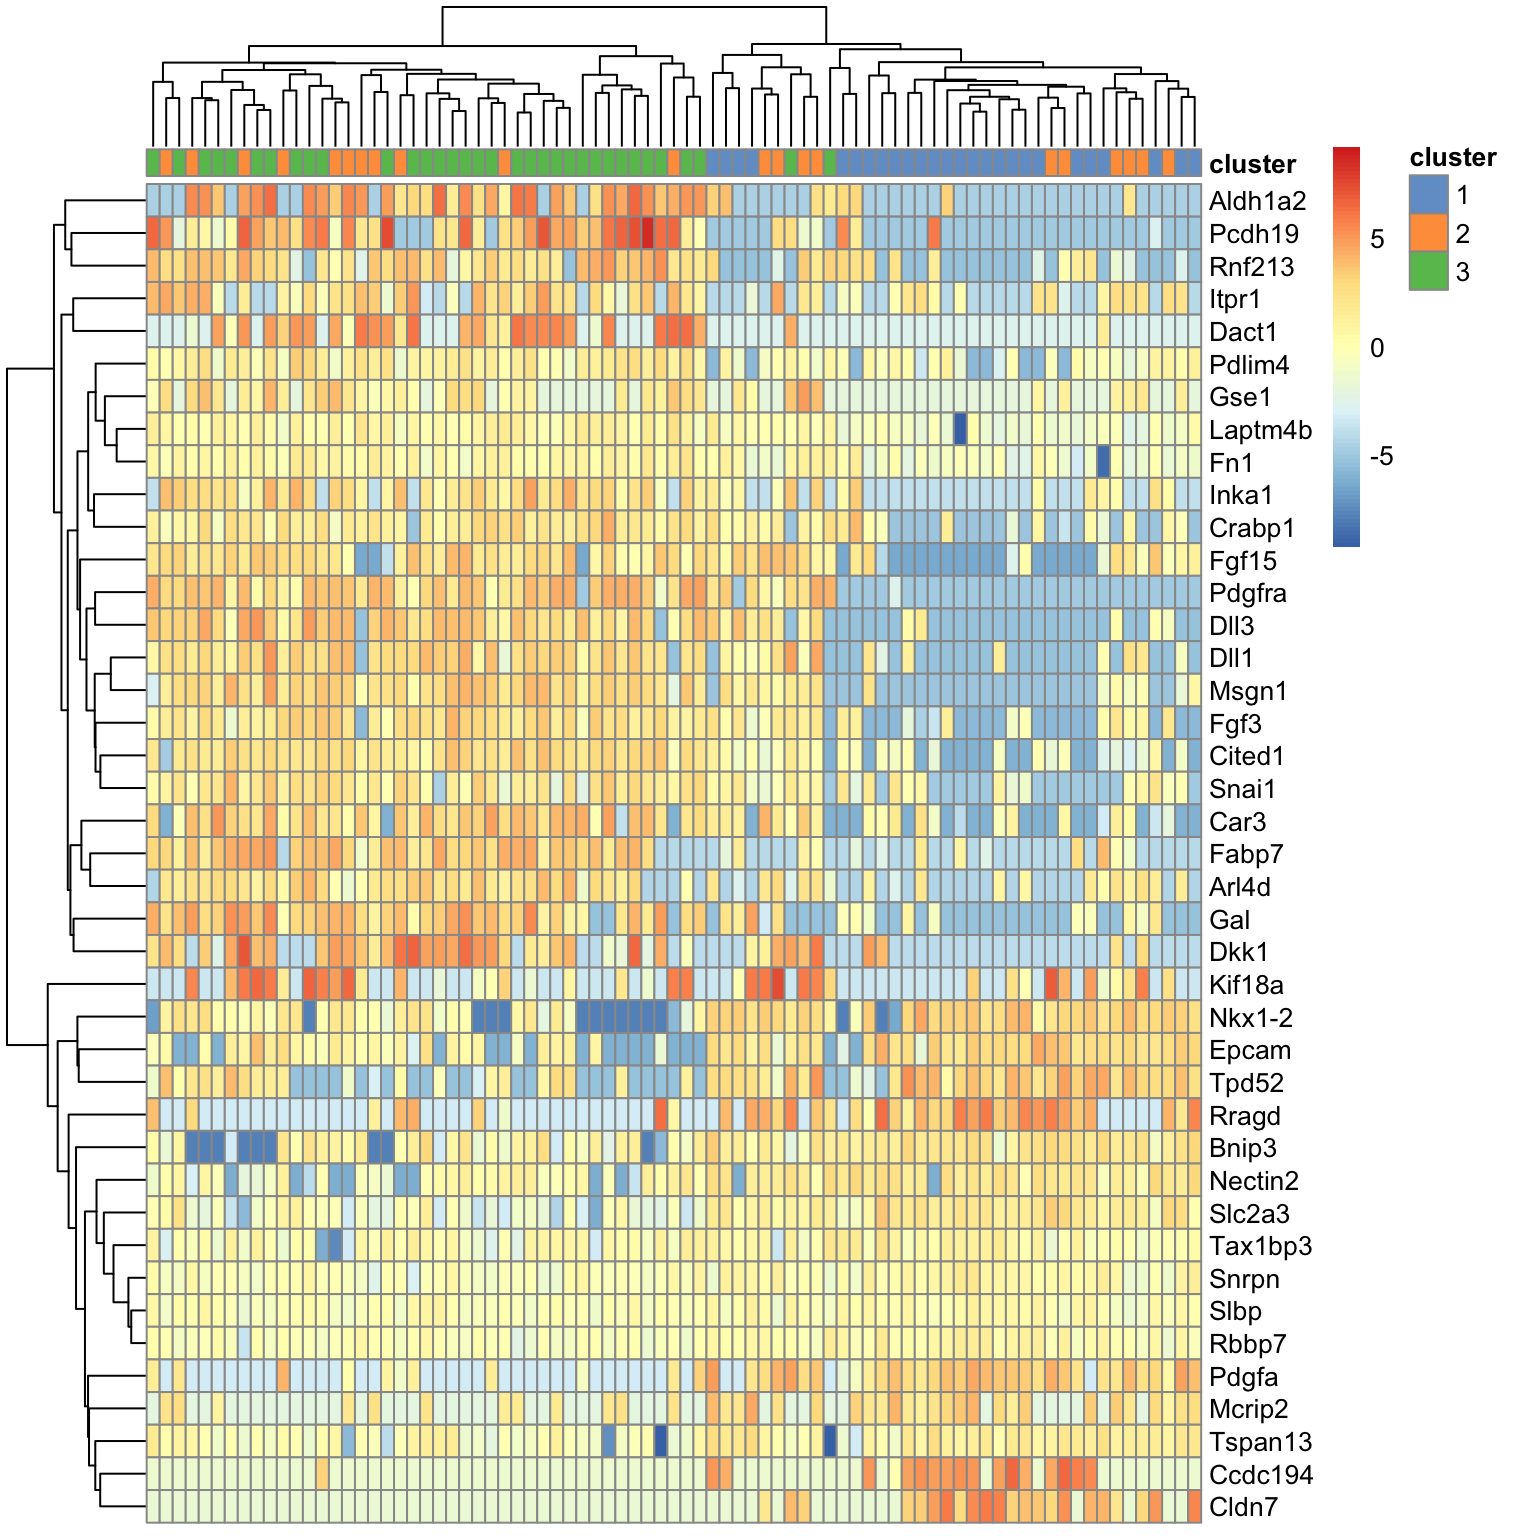 cluster
Aldh1a2
Pcdh19
Rnf213
Itpr1
Dact1
Pdlim4
Gse1
Laptm4b
Fn1
Inka1
Crabp1
Fgf15
Pdgfra
Dll3
Dll1
Msgn1
Fgf3
Cited1
Snai1
Car3
Fabp7
Arl4d
Gal
Dkk1
Kif18a
Nkx1-2
Epcam
Tpd52
Rragd
Bnip3
Nectin2
Slc2a3
Tax1bp3
Snrpn
Slbp
Rbbp7
Pdgfa
Mcrip2
Tspan13
Ccdc194
Cldn7
5
0
-5
cluster
1
2
3